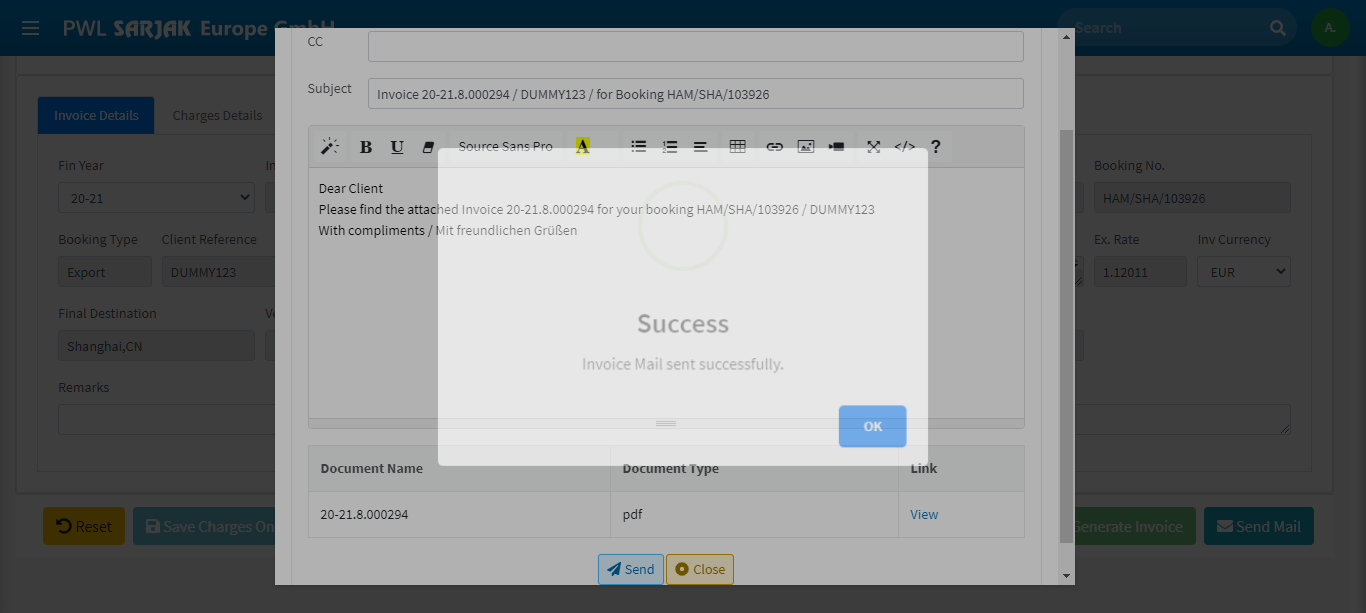 PWL SARJAK Europe GmbH
Search
A.
CC
Subject
Invoice 20-21.8.000294 / DUMMY123 / for Booking HAM/SHA/103926
Invoice Details
Charges Details
B U Source Sans Pro A </> ?
Fin Year
Booking No.
20-21
HAM/SHA/103926
Dear Client
Please find the attached Invoice 20-21.8.000294 for your booking HAM/SHA/103926 / DUMMY123
With compliments / Mit freundlichen Grüßen
Booking Type
Client Reference
Ex. Rate
Inv Currency
Export
DUMMY123
1.12011
EUR
Final Destination
Shanghai,CN
Remarks
Success
Invoice Mail sent successfully.
OK
Document Name
Document Type
Link
20-21.8.000294
pdf
View
Reset
Save Charges
Generate Invoice
Send Mail
Send
Close